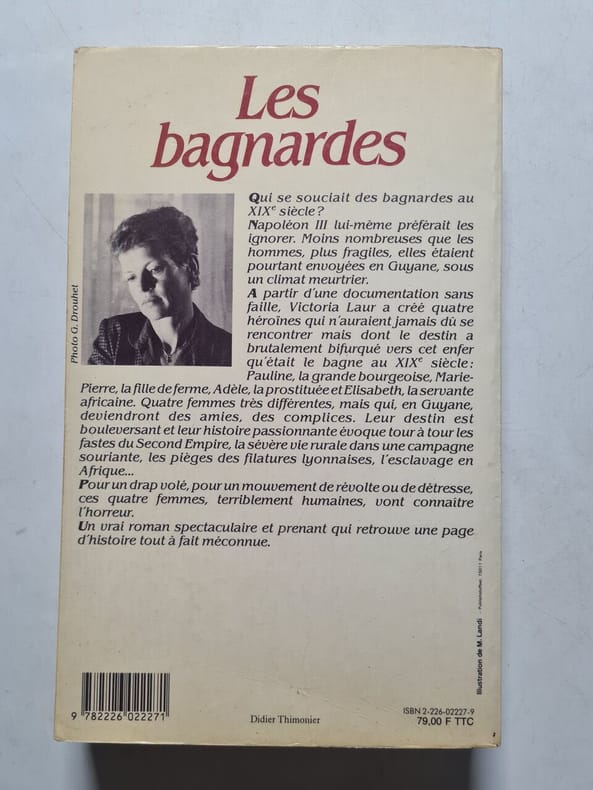 Les
bagnardes
Qui se souciait des bagnardes au
XIXe siècle ?
Napoléon III lui-même préférait les
ignorer. Moins nombreuses que les
hommes, plus fragiles, elles étaient
pourtant envoyées en Guyane, sous
un climat meurtrier.
A partir d'une documentation sans
faille, Victoria Laur a créé quatre
héroïnes qui n'auraient jamais dû se
rencontrer mais dont le destin a
brutalement bifurqué vers cet enfer
qu'était le bagne au XIXe siècle :
Pauline, la grande bourgeoise, Marie-
Pierre, la fille de ferme, Adèle, la prostituée et Elisabeth, la servante
africaine. Quatre femmes très différentes, mais qui, en Guyane,
deviendront des amies, des complices. Leur destin est
bouleversant et leur histoire passionnante évoque tour à tour les
fastes du Second Empire, la sévère vie rurale dans une campagne
souriante, les pièges des filatures lyonnaises, l'esclavage en
Afrique...
Pour un drap volé, pour un mouvement de révolte ou de détresse,
ces quatre femmes, terriblement humaines, vont connaître
l'horreur.
Un vrai roman spectaculaire et prenant qui retrouve une page
d'histoire tout à fait méconnue.
Photo G. Drouhet
Illustration de M. Landi
9 782226 022271
Didier Thimonier
ISBN 2-226-02227-9
79,00 F TTC